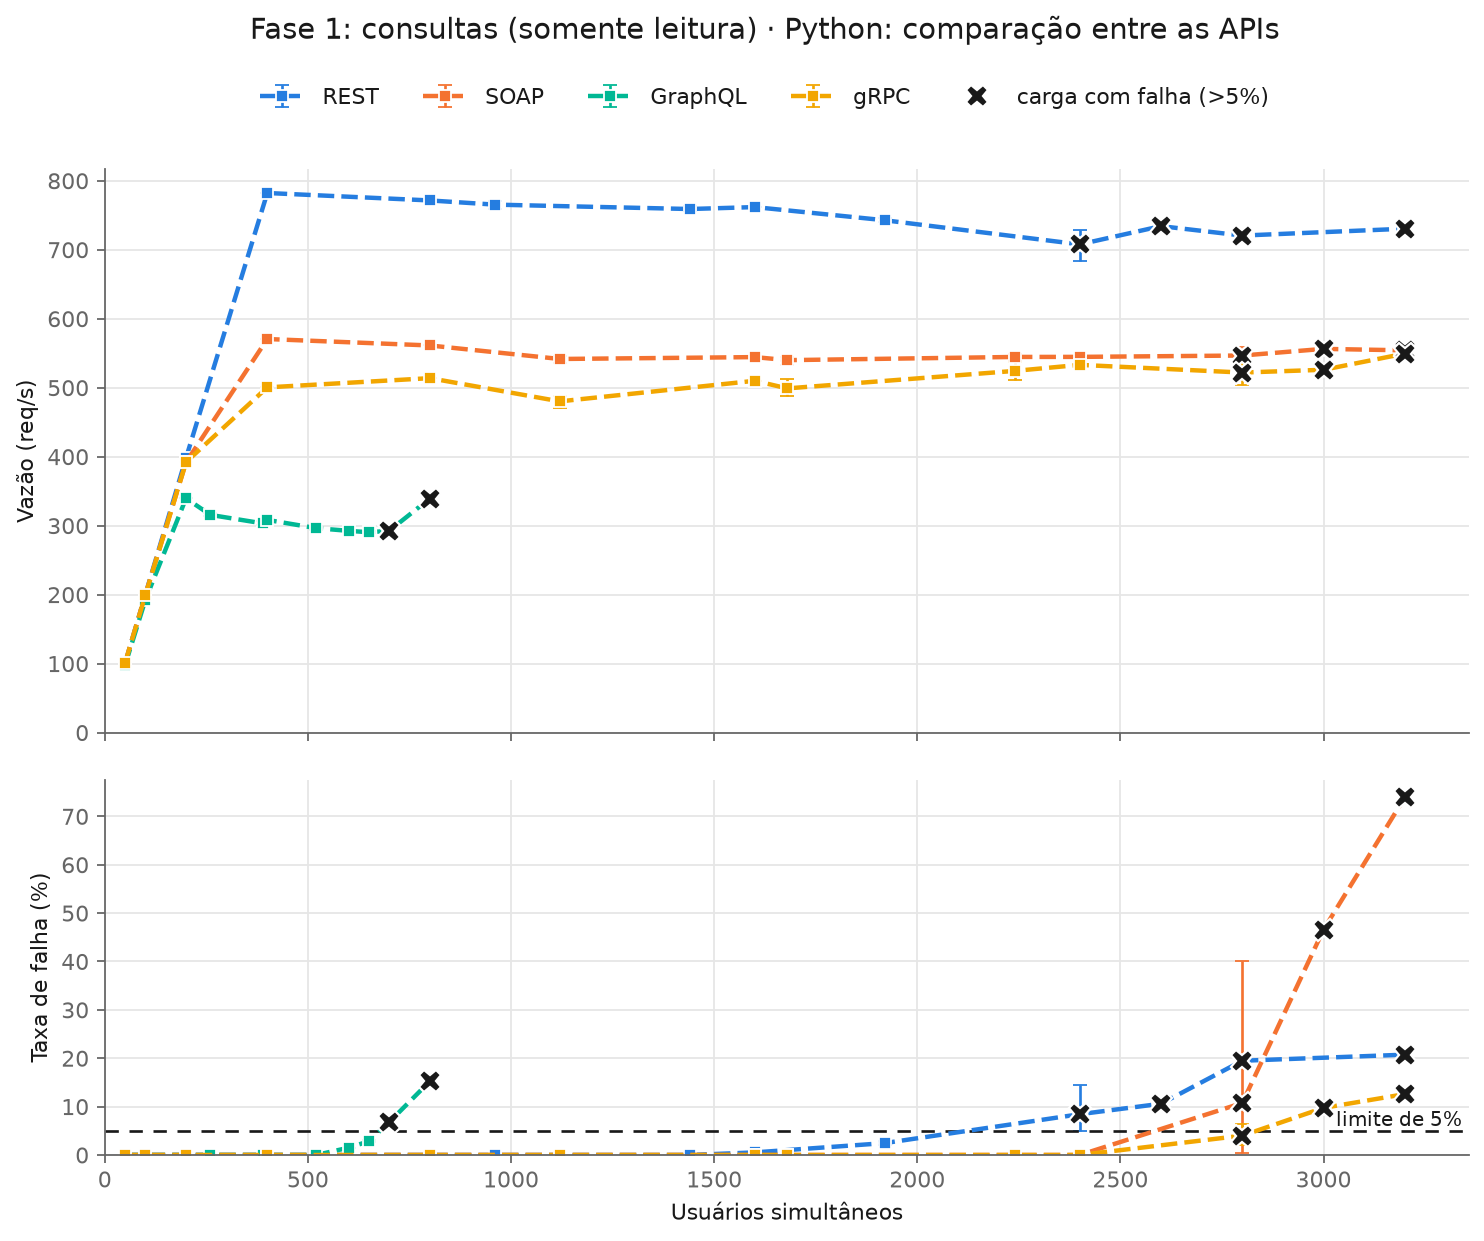 Fase 1: consultas (somente leitura) · Python: comparação entre as APIs
REST SOAP GraphQL gRPC carga com falha (>5%)
Vazão (req/s)
800
700
600
500
400
300
200
100
0
Taxa de falha (%)
70
60
50
40
30
20
10
0
limite de 5%
0 500 1000 1500 2000 2500 3000
Usuários simultâneos